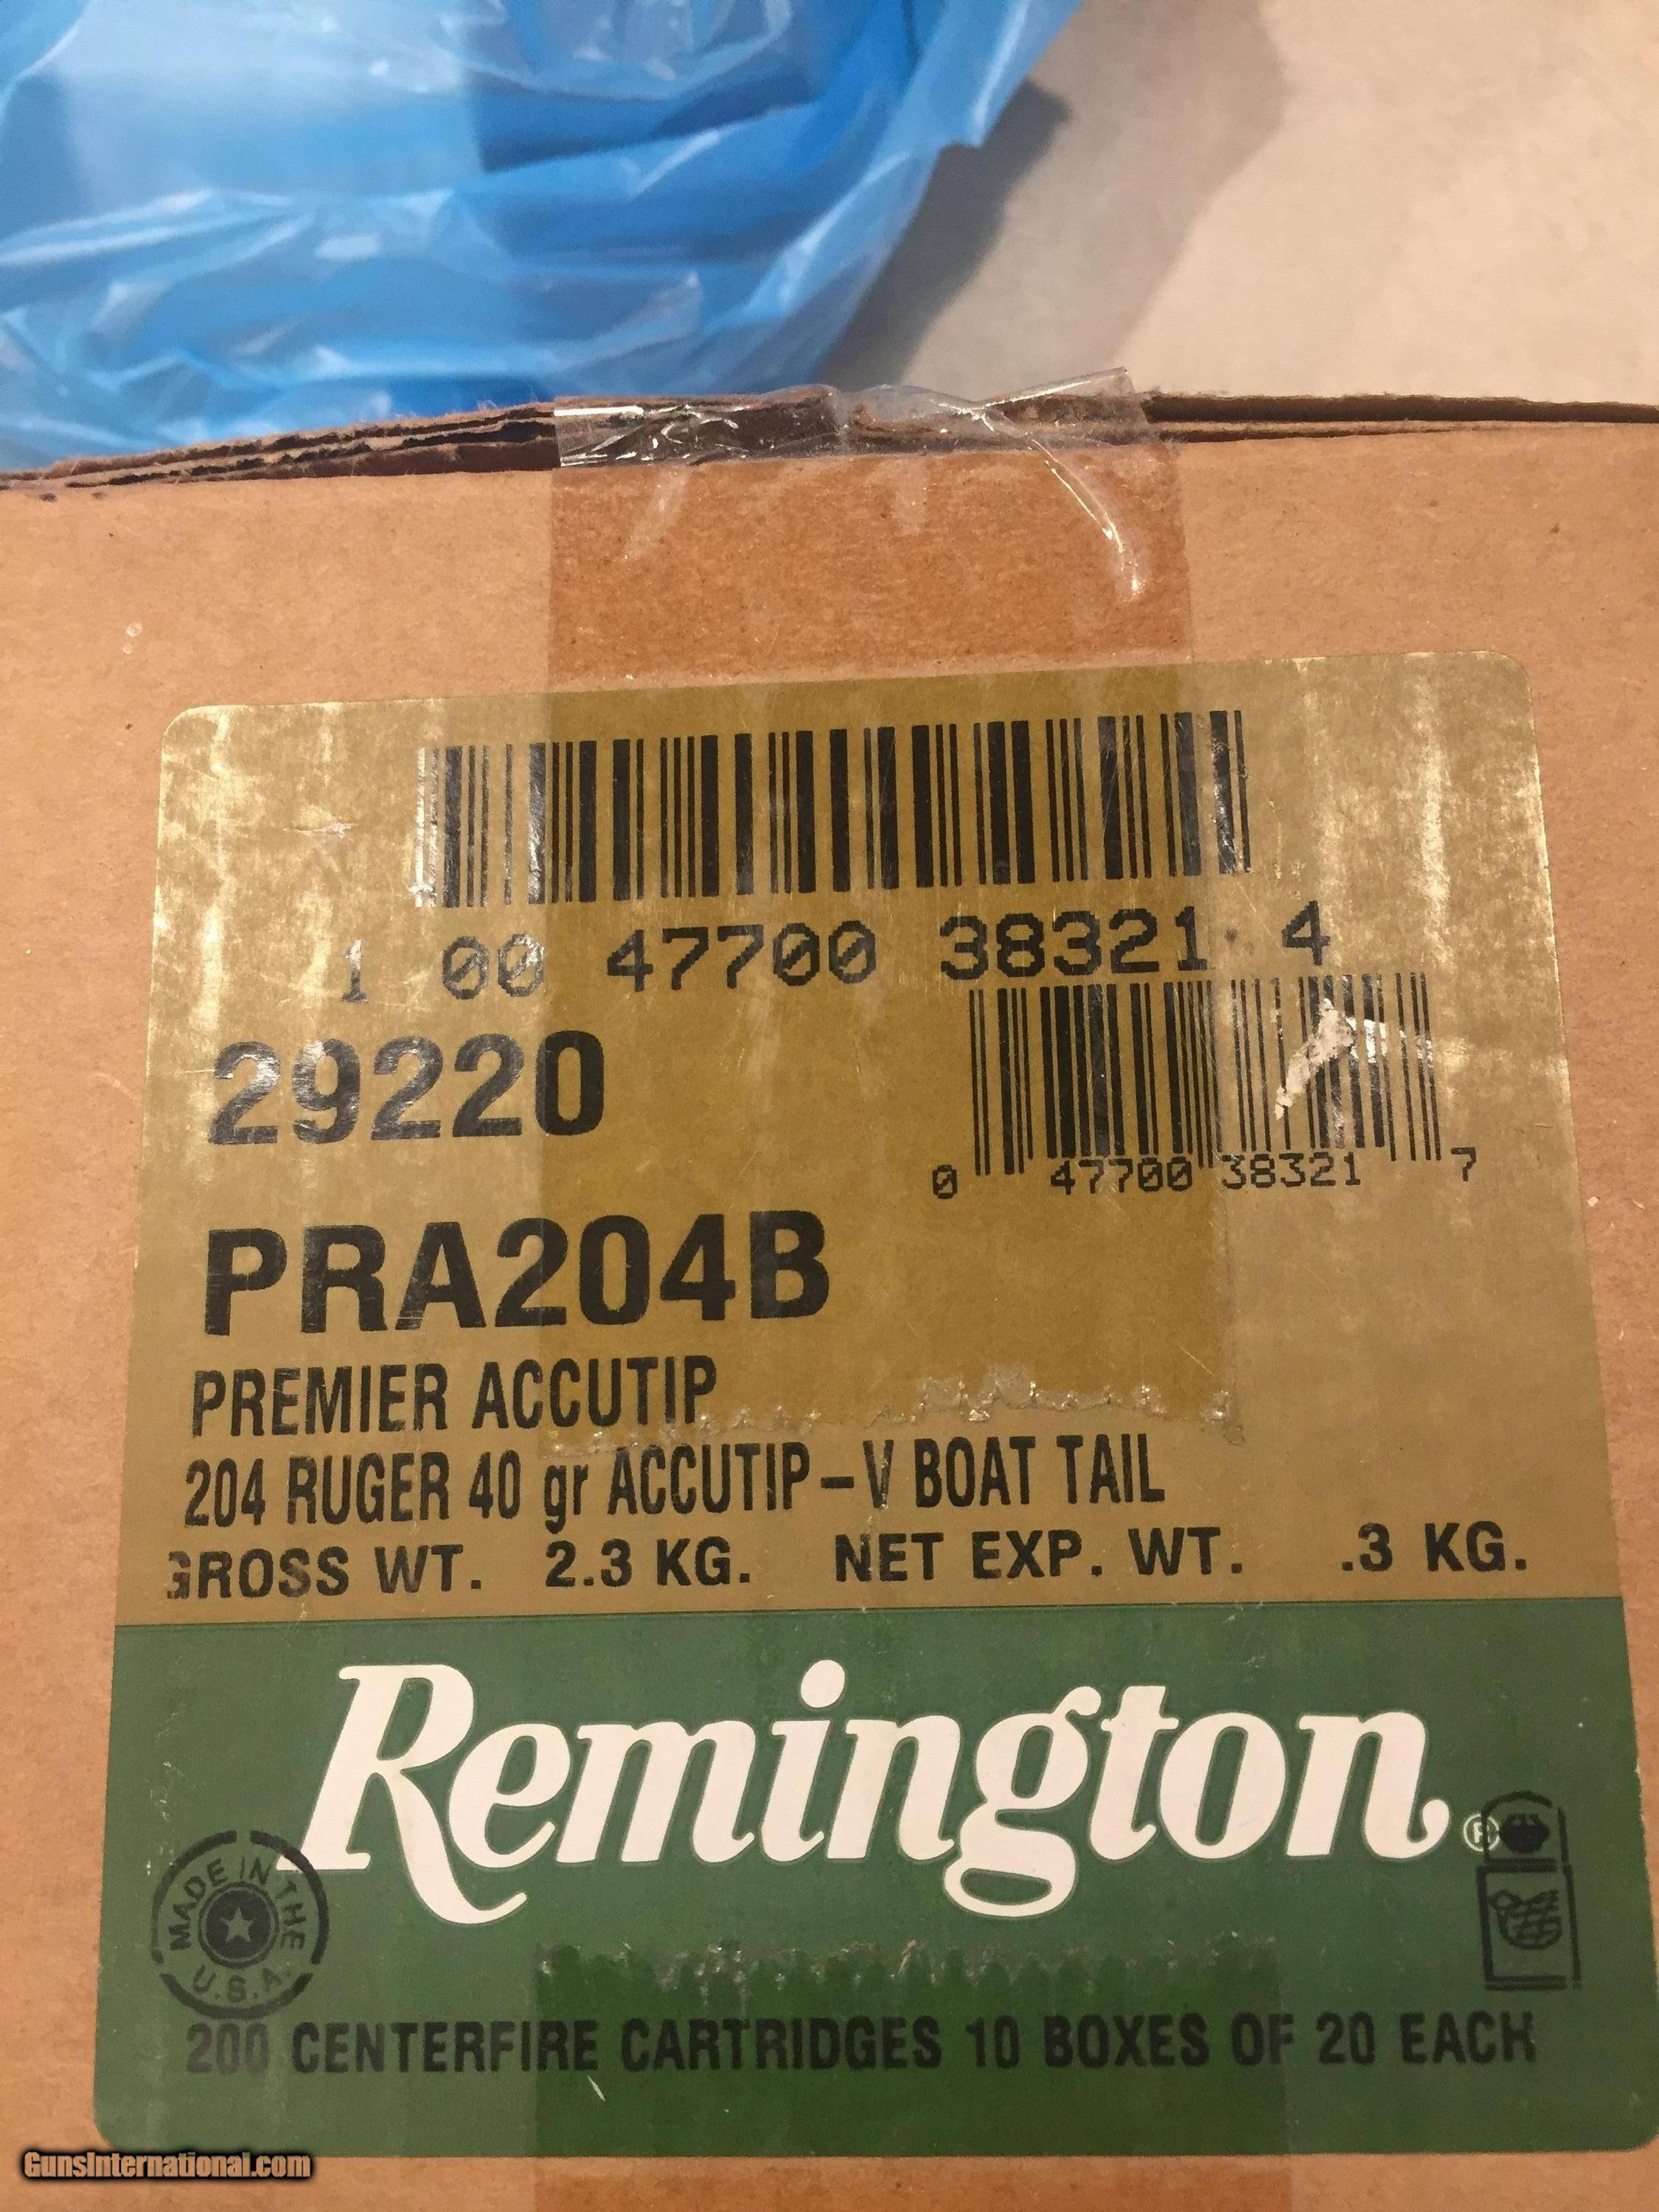 1 00 47700 38321 4
29220
0 47700 38321 7
PRA204B
PREMIER ACCUTIP
204 RUGER 40 gr ACCUTIP-V BOAT TAIL
GROSS WT. 2.3 KG. NET EXP. WT. .3 KG.
Remington®
MADE IN THE U.S.A.
200 CENTERFIRE CARTRIDGES 10 BOXES OF 20 EACH
GunsInternational.com